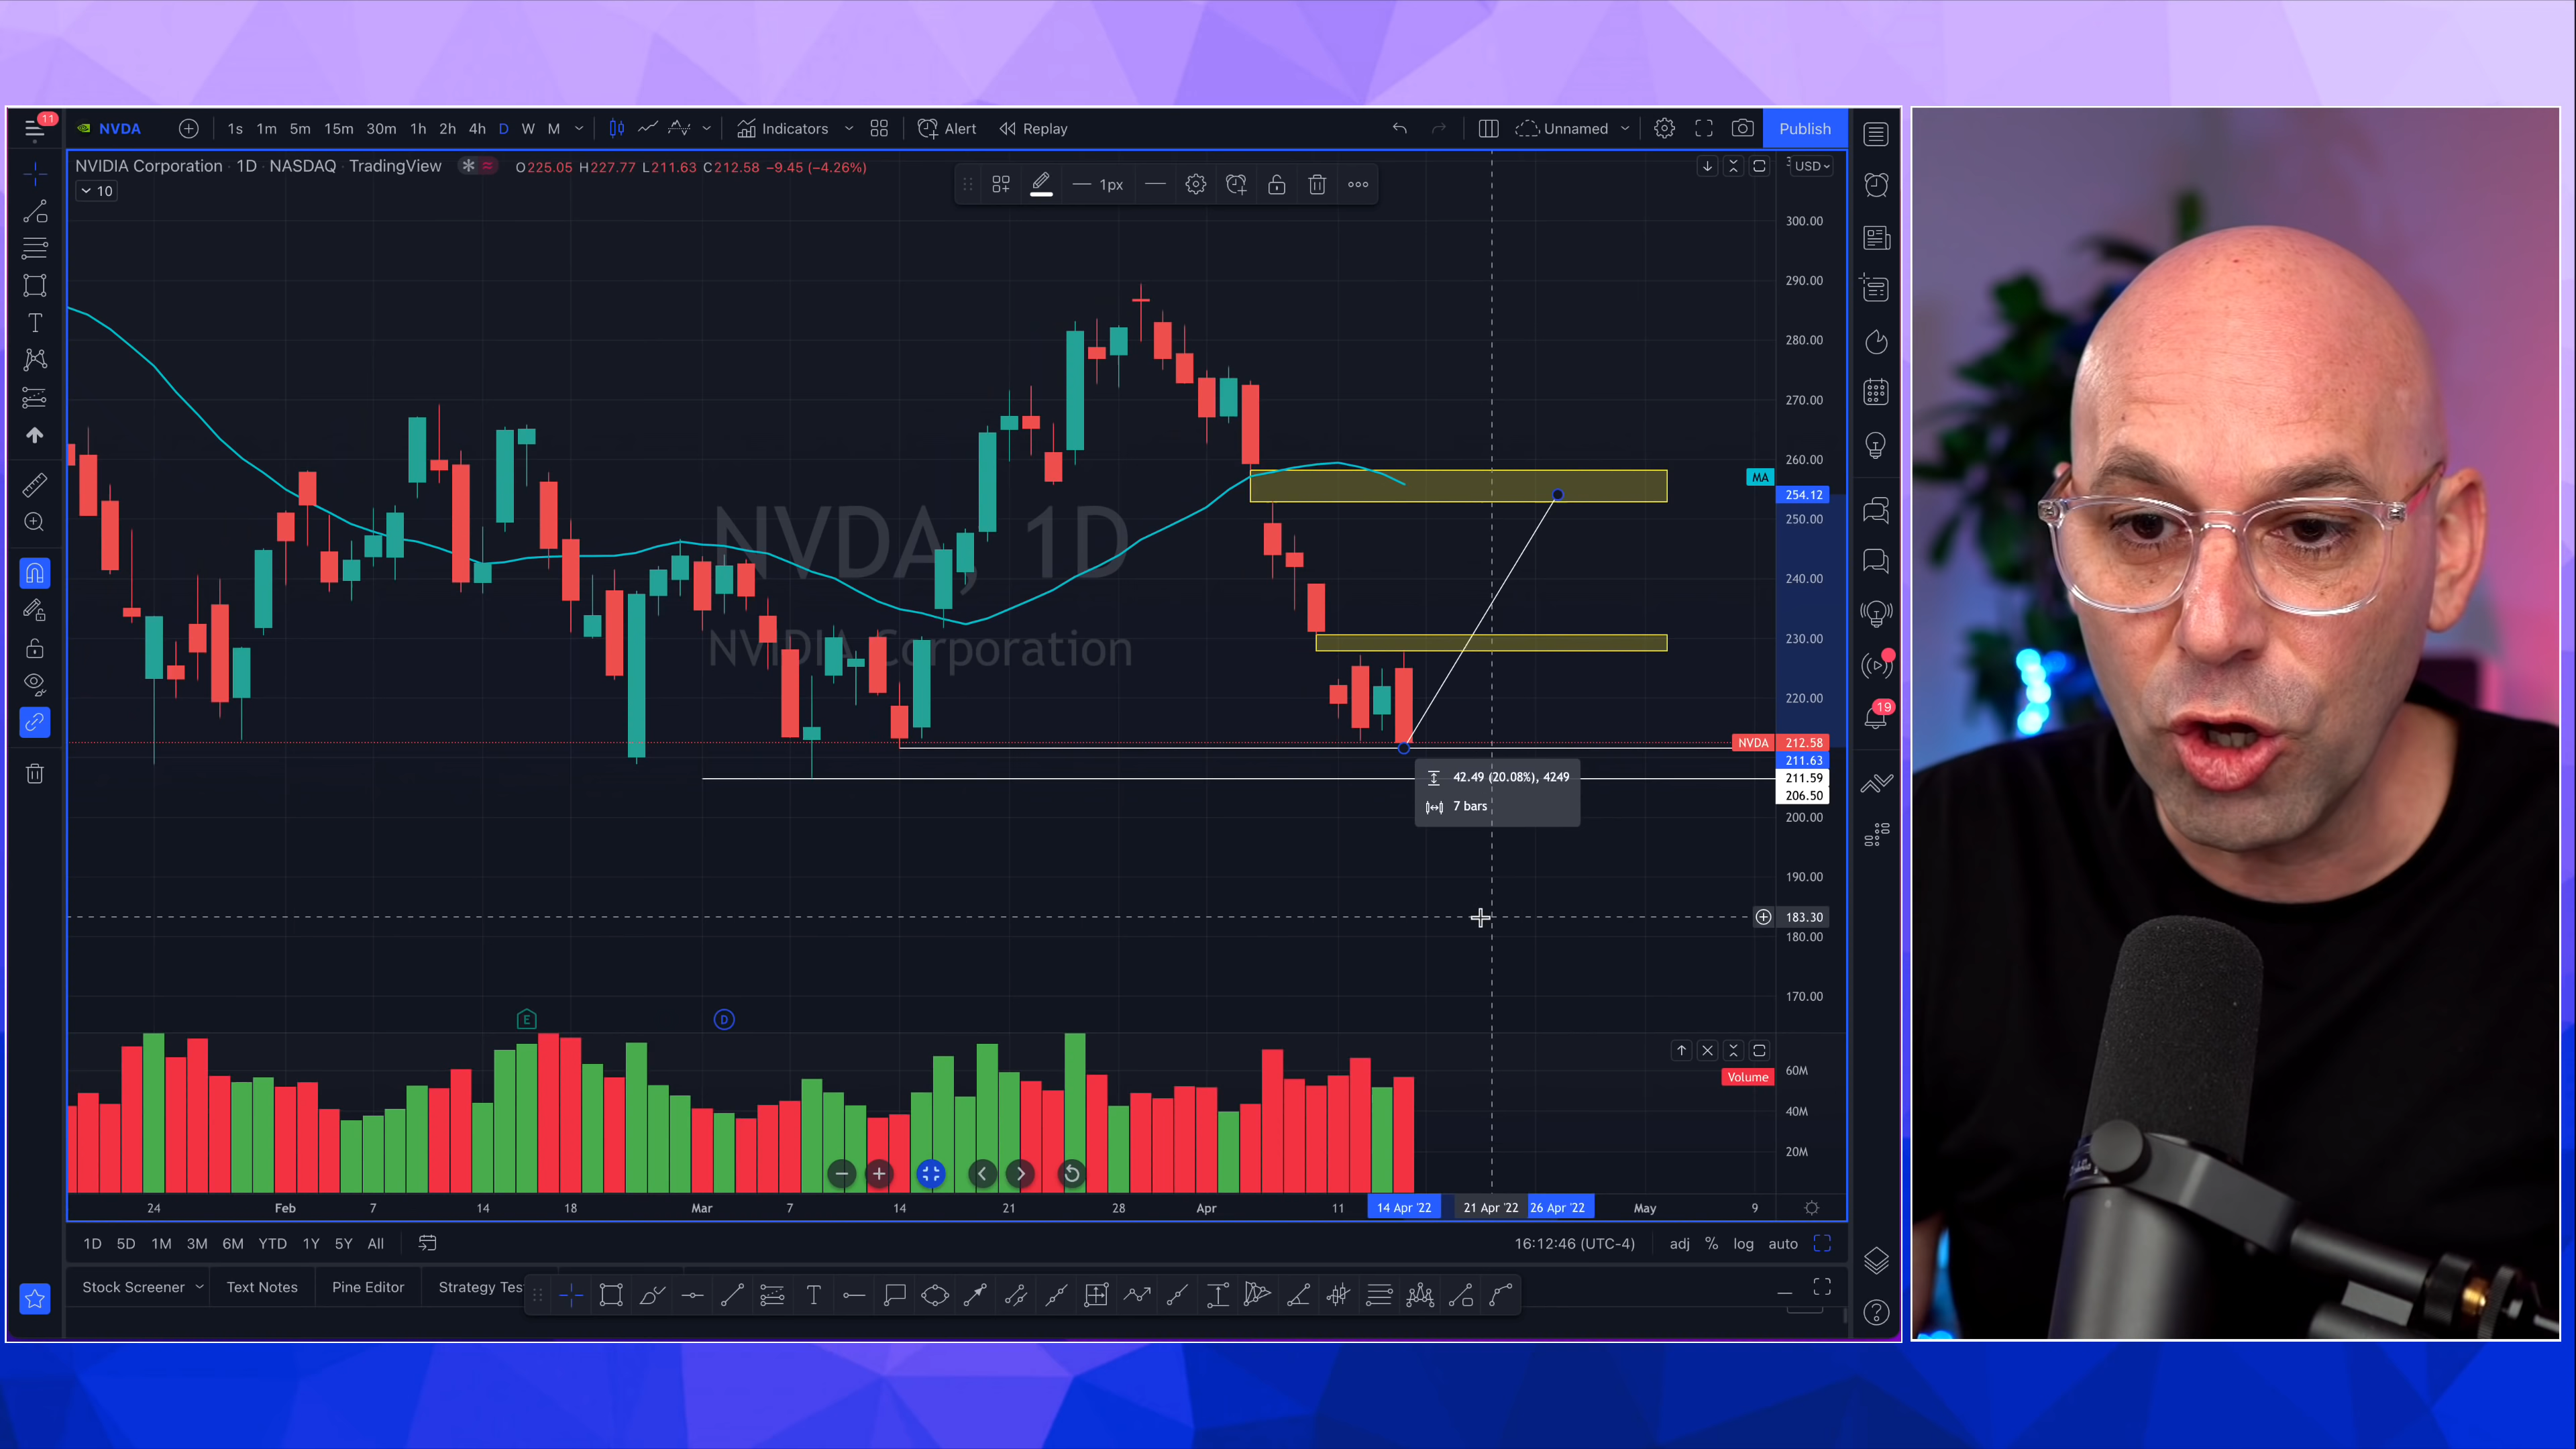 11
NVDA 1s 1m 5m 15m 30m 1h 2h 4h D W M Indicators Alert Replay Unnamed Publish
NVIDIA Corporation · 1D · NASDAQ · TradingView O225.05 H227.77 L211.63 C212.58 −9.45 (−4.26%)
USD
10
1px
300.00
290.00
280.00
270.00
260.00
MA
254.12
250.00
240.00
230.00
220.00
NVDA, 1D
NVIDIA Corporation
NVDA 212.58
211.63
211.59
206.50
200.00
190.00
183.30
180.00
170.00
42.49 (20.08%), 4249
7 bars
E
D
Volume
60M
40M
20M
24 Feb 7 14 18 Mar 7 14 21 28 Apr 11 14 Apr '22 21 Apr '22 26 Apr '22 May 9
1D 5D 1M 3M 6M YTD 1Y 5Y All 16:12:46 (UTC-4) adj % log auto
Stock Screener Text Notes Pine Editor Strategy Tes
19